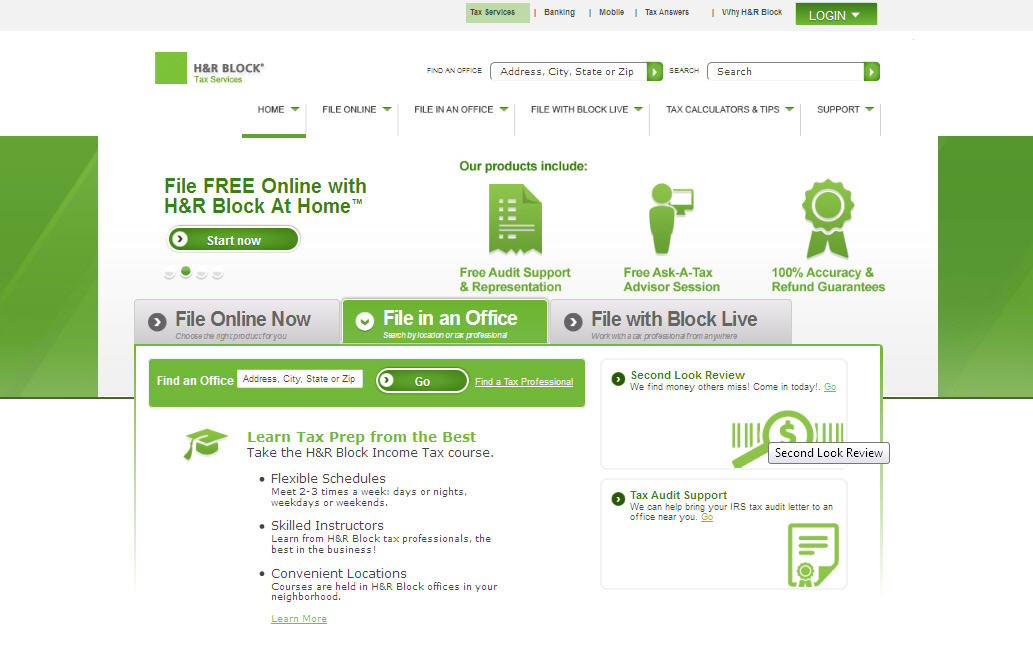 Tax Services | Banking | Mobile | Tax Answers | Why H&R Block LOGIN
H&R BLOCK®
Tax Services
FIND AN OFFICE Address, City, State or Zip SEARCH Search
HOME FILE ONLINE FILE IN AN OFFICE FILE WITH BLOCK LIVE TAX CALCULATORS & TIPS SUPPORT
File FREE Online with
H&R Block At Home™
Start now
Our products include:
Free Audit Support
& Representation
Free Ask-A-Tax
Advisor Session
100% Accuracy &
Refund Guarantees
File Online Now
Choose the right product for you
File in an Office
Search by location or tax professional
File with Block Live
Work with a tax professional from anywhere
Find an Office Address, City, State or Zip Go Find a Tax Professional
Learn Tax Prep from the Best
Take the H&R Block Income Tax course.
• Flexible Schedules
Meet 2-3 times a week: days or nights,
weekdays or weekends.
• Skilled Instructors
Learn from H&R Block tax professionals, the
best in the business!
• Convenient Locations
Courses are held in H&R Block offices in your
neighborhood.
Learn More
Second Look Review
We find money others miss! Come in today!. Go
$
Second Look Review
Tax Audit Support
We can help bring your IRS tax audit letter to an
office near you. Go